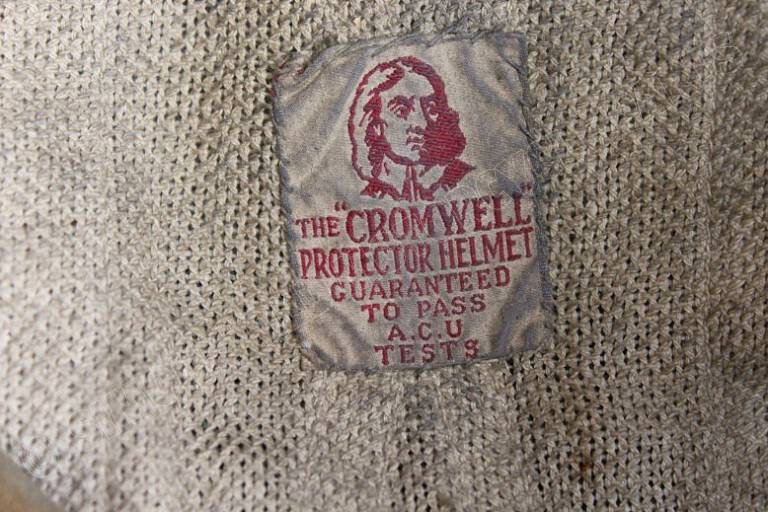 THE "CROMWELL"
PROTECTOR HELMET
GUARANTEED
TO PASS
A.C.U
TESTS